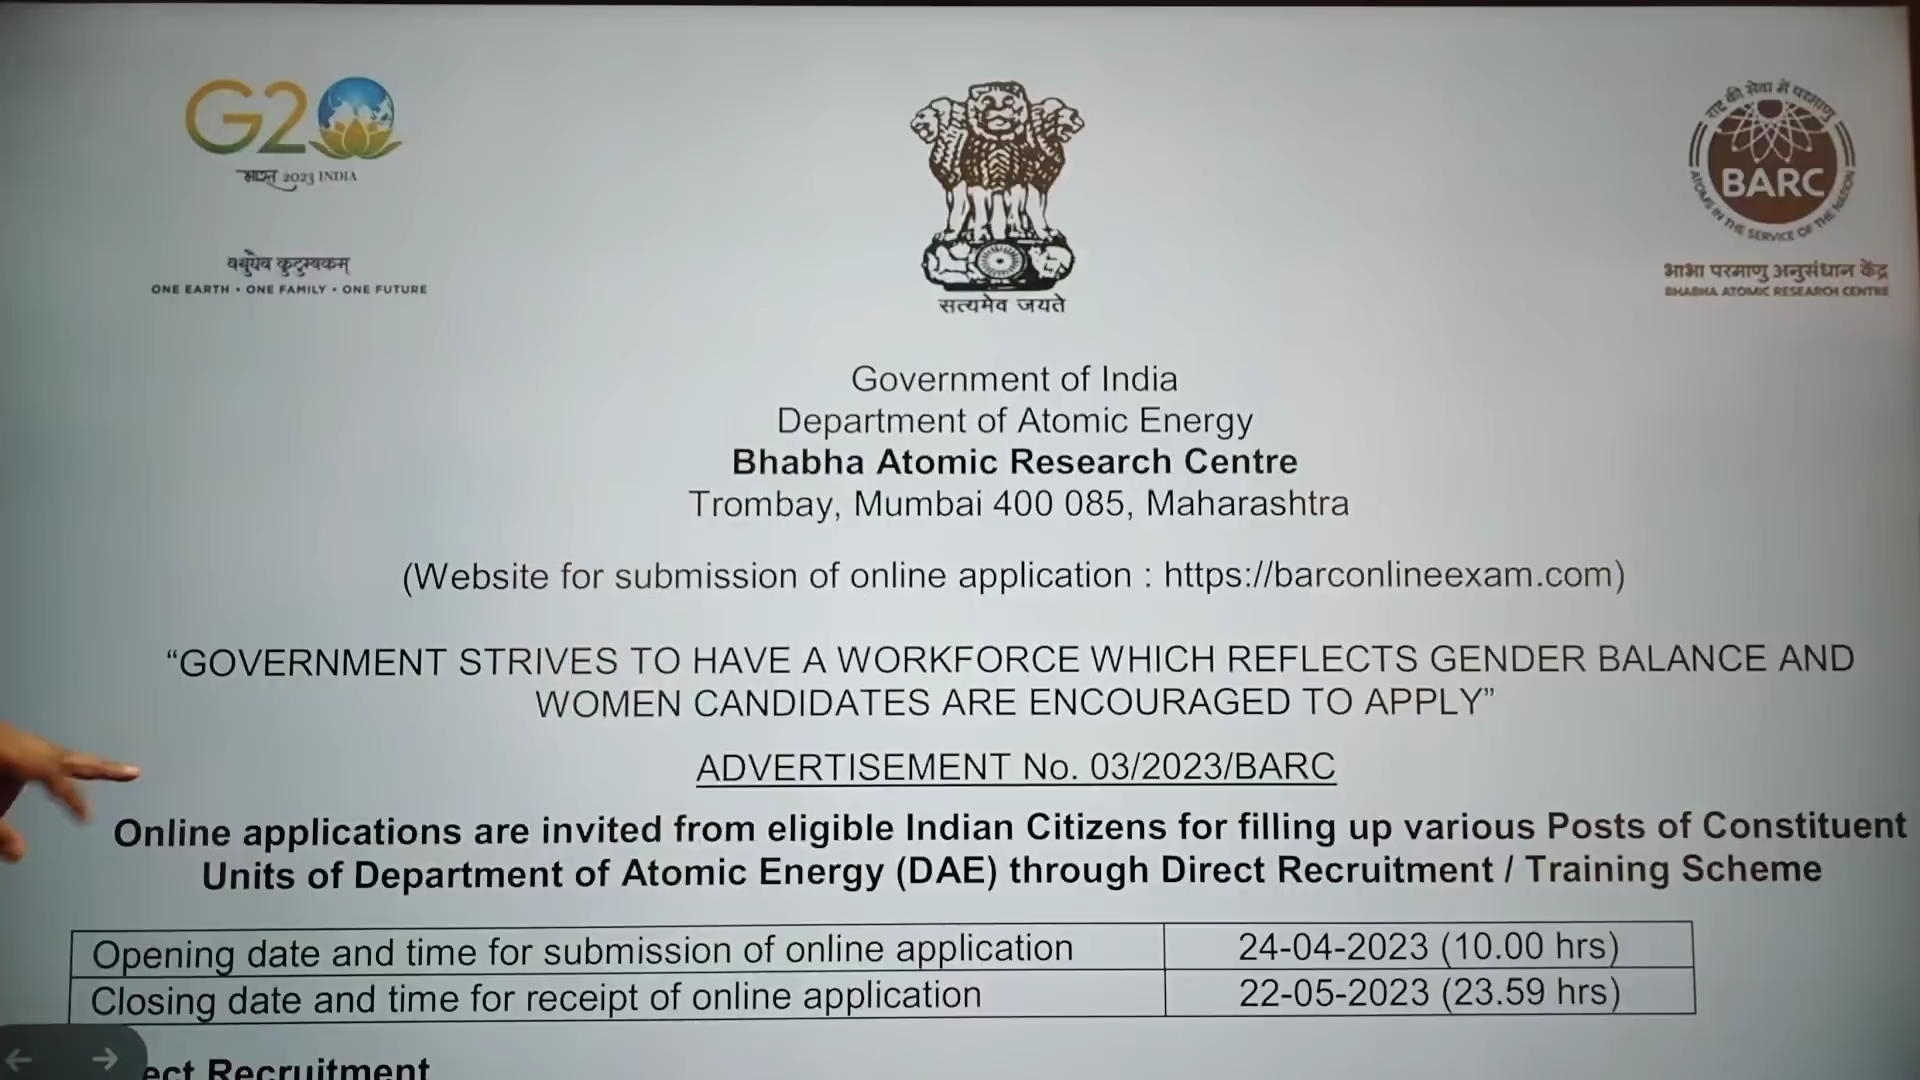 G20
भारत 2023 INDIA
वसुधैव कुटुम्बकम्
ONE EARTH • ONE FAMILY • ONE FUTURE
सत्यमेव जयते
राष्ट्र की सेवा में परमाणु
BARC
ATOMS IN THE SERVICE OF THE NATION
भाभा परमाणु अनुसंधान केंद्र
BHABHA ATOMIC RESEARCH CENTRE
Government of India
Department of Atomic Energy
Bhabha Atomic Research Centre
Trombay, Mumbai 400 085, Maharashtra
(Website for submission of online application : https://barconlineexam.com)
“GOVERNMENT STRIVES TO HAVE A WORKFORCE WHICH REFLECTS GENDER BALANCE AND
WOMEN CANDIDATES ARE ENCOURAGED TO APPLY”
ADVERTISEMENT No. 03/2023/BARC
Online applications are invited from eligible Indian Citizens for filling up various Posts of Constituent
Units of Department of Atomic Energy (DAE) through Direct Recruitment / Training Scheme
Opening date and time for submission of online application 24-04-2023 (10.00 hrs)
Closing date and time for receipt of online application 22-05-2023 (23.59 hrs)
ect Recruitment